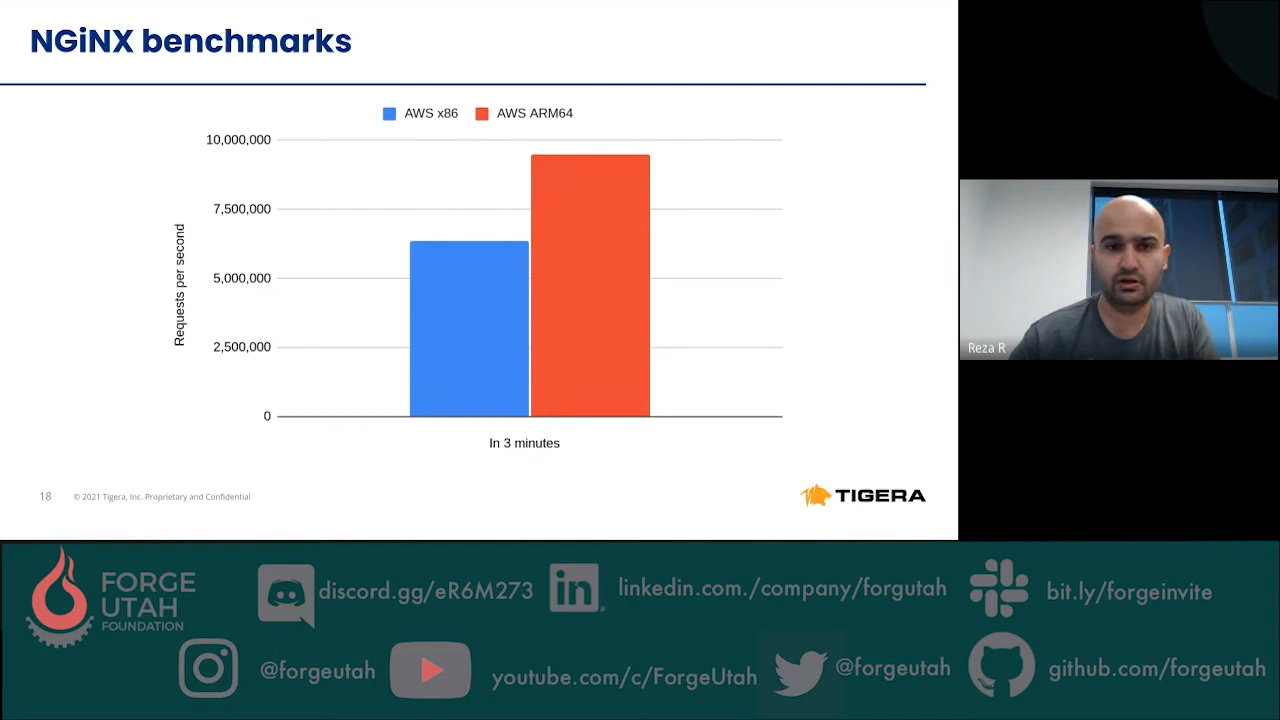 NGiNX benchmarks
AWS x86 AWS ARM64
10,000,000
7,500,000
5,000,000
2,500,000
0
Requests per second
In 3 minutes
18 © 2021 Tigera, Inc. Proprietary and Confidential
TIGERA
Reza R
FORGE
UTAH
FOUNDATION
discord.gg/eR6M273
in
linkedin.com./company/forgutah
bit.ly/forgeinvite
@forgeutah
youtube.com/c/ForgeUtah
@forgeutah
github.com/forgeutah